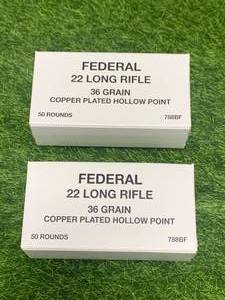 FEDERAL
22 LONG RIFLE
36 GRAIN
COPPER PLATED HOLLOW POINT
50 ROUNDS 788BF
FEDERAL
22 LONG RIFLE
36 GRAIN
COPPER PLATED HOLLOW POINT
50 ROUNDS 788BF